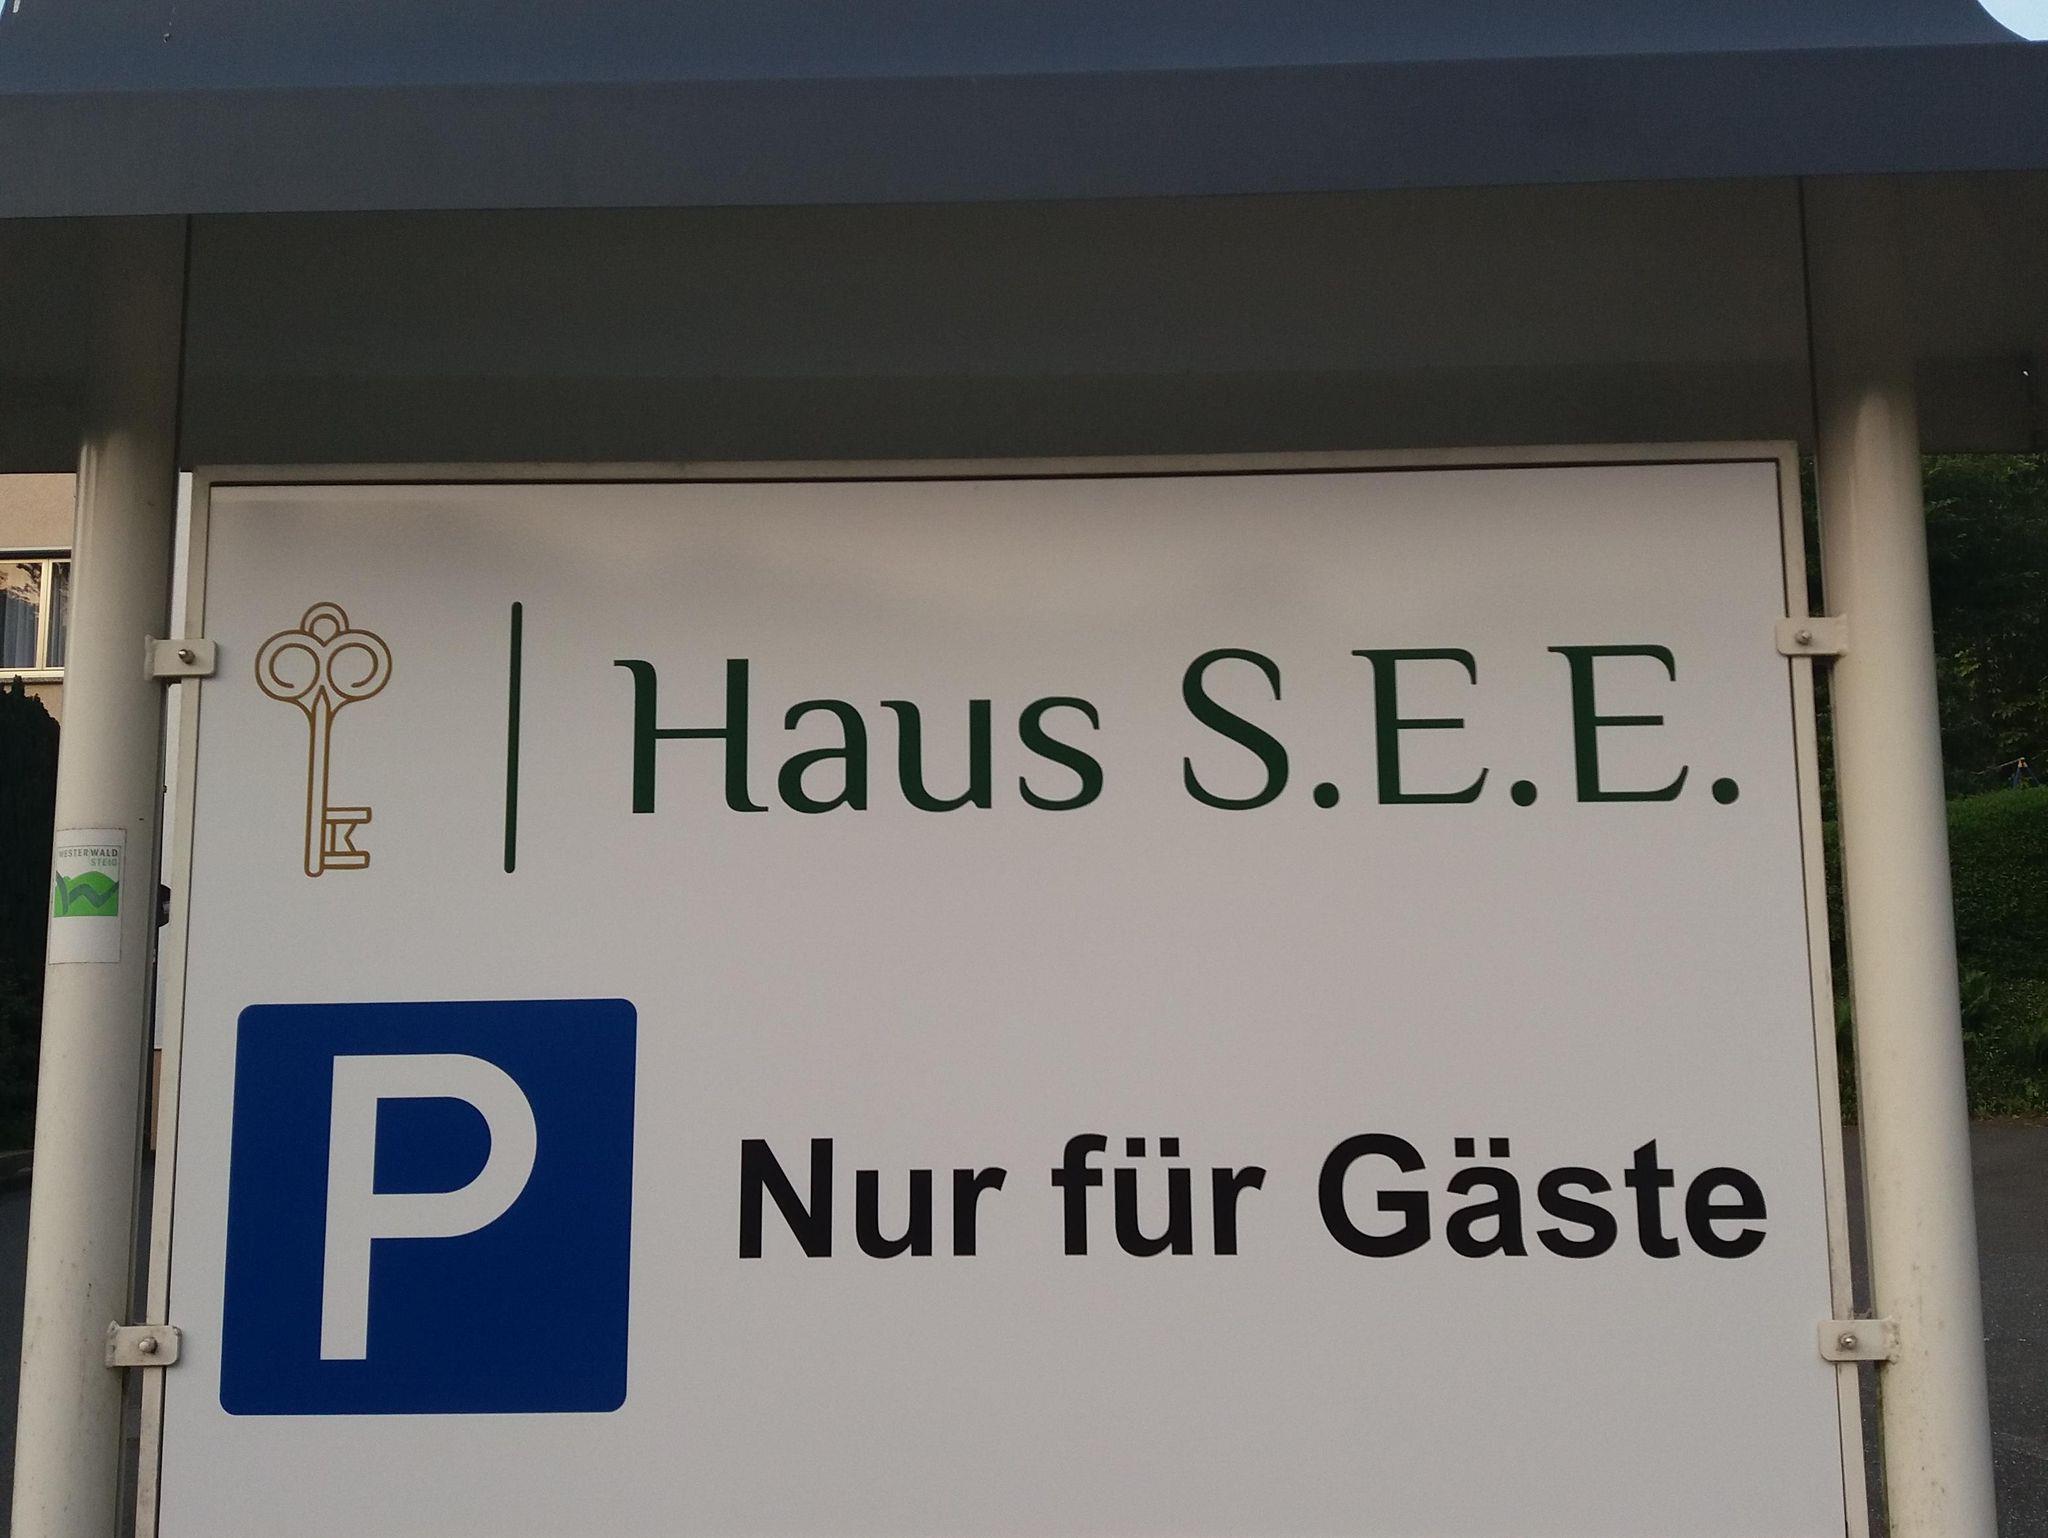 Haus S.E.E.
WESTERWALD
STEIG
P Nur für Gäste